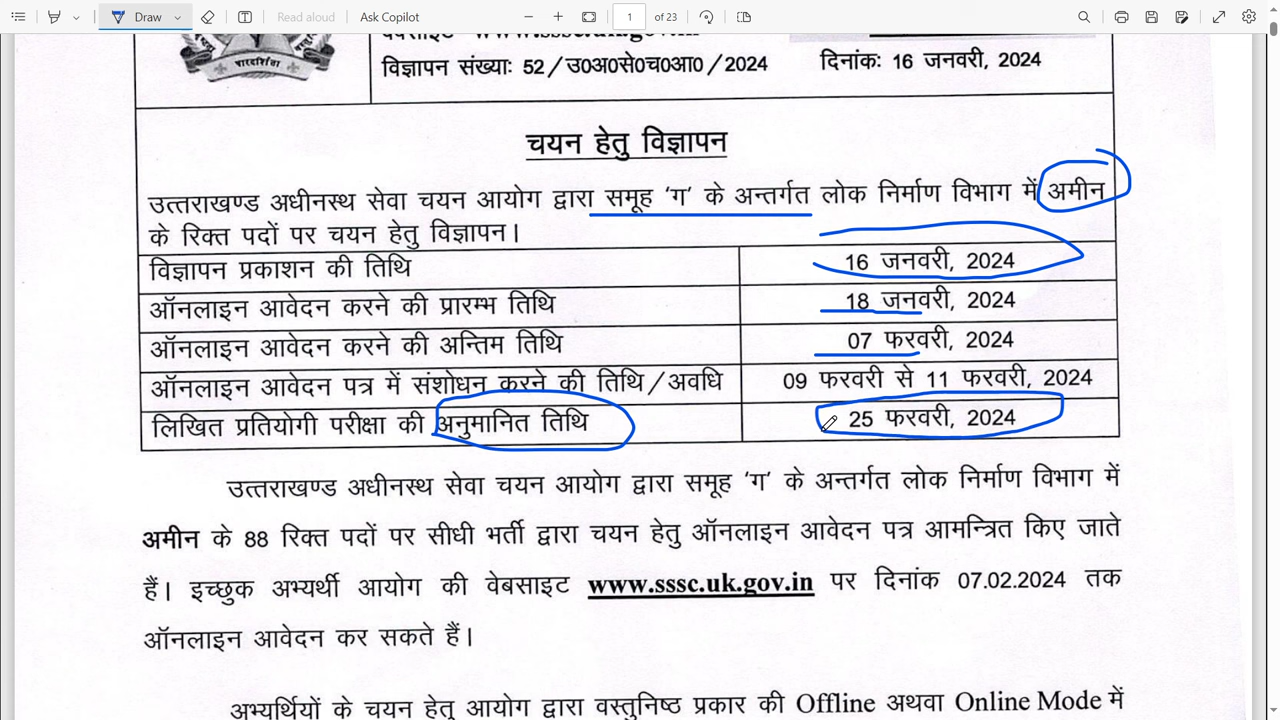 Draw
Read aloud
Ask Copilot
1 of 23
पारदर्शिता
विज्ञापन संख्याः 52/उ0अ0से0च0आ0/2024
दिनांकः 16 जनवरी, 2024
चयन हेतु विज्ञापन
उत्तराखण्ड अधीनस्थ सेवा चयन आयोग द्वारा समूह 'ग' के अन्तर्गत लोक निर्माण विभाग में अमीन
के रिक्त पदों पर चयन हेतु विज्ञापन।
विज्ञापन प्रकाशन की तिथि 16 जनवरी, 2024
ऑनलाइन आवेदन करने की प्रारम्भ तिथि 18 जनवरी, 2024
ऑनलाइन आवेदन करने की अन्तिम तिथि 07 फरवरी, 2024
ऑनलाइन आवेदन पत्र में संशोधन करने की तिथि/अवधि 09 फरवरी से 11 फरवरी, 2024
लिखित प्रतियोगी परीक्षा की अनुमानित तिथि 25 फरवरी, 2024
उत्तराखण्ड अधीनस्थ सेवा चयन आयोग द्वारा समूह 'ग' के अन्तर्गत लोक निर्माण विभाग में
अमीन के 88 रिक्त पदों पर सीधी भर्ती द्वारा चयन हेतु ऑनलाइन आवेदन पत्र आमन्त्रित किए जाते
हैं। इच्छुक अभ्यर्थी आयोग की वेबसाइट www.sssc.uk.gov.in पर दिनांक 07.02.2024 तक
ऑनलाइन आवेदन कर सकते हैं।
अभ्यर्थियों के चयन हेतु आयोग द्वारा वस्तुनिष्ठ प्रकार की Offline अथवा Online Mode में